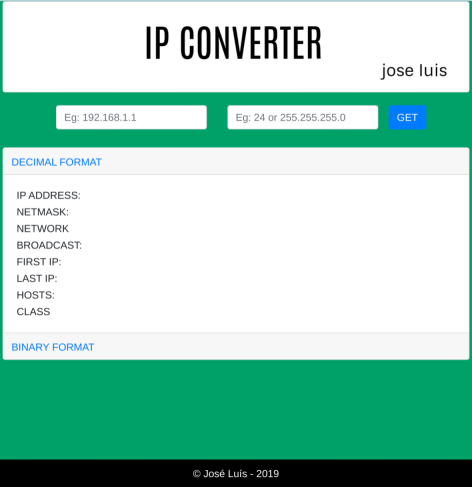 IP CONVERTER
jose luis
Eg: 192.168.1.1
Eg: 24 or 255.255.255.0
GET
DECIMAL FORMAT
IP ADDRESS:
NETMASK:
NETWORK
BROADCAST:
FIRST IP:
LAST IP:
HOSTS:
CLASS
BINARY FORMAT
© José Luís - 2019